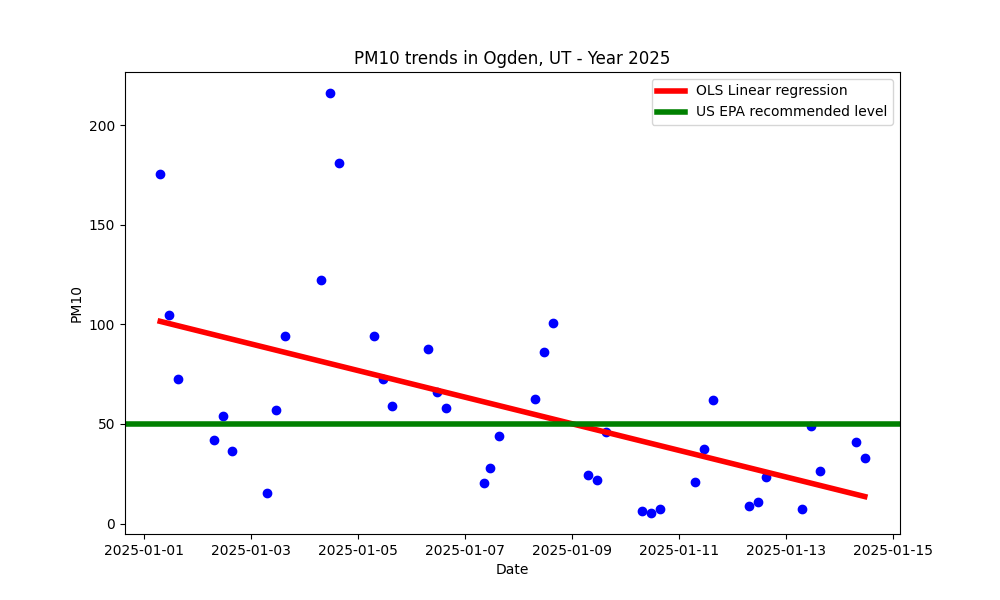 PM10 trends in Ogden, UT - Year 2025
OLS Linear regression
US EPA recommended level
200
150
100
50
0
PM10
2025-01-01 2025-01-03 2025-01-05 2025-01-07 2025-01-09 2025-01-11 2025-01-13 2025-01-15
Date